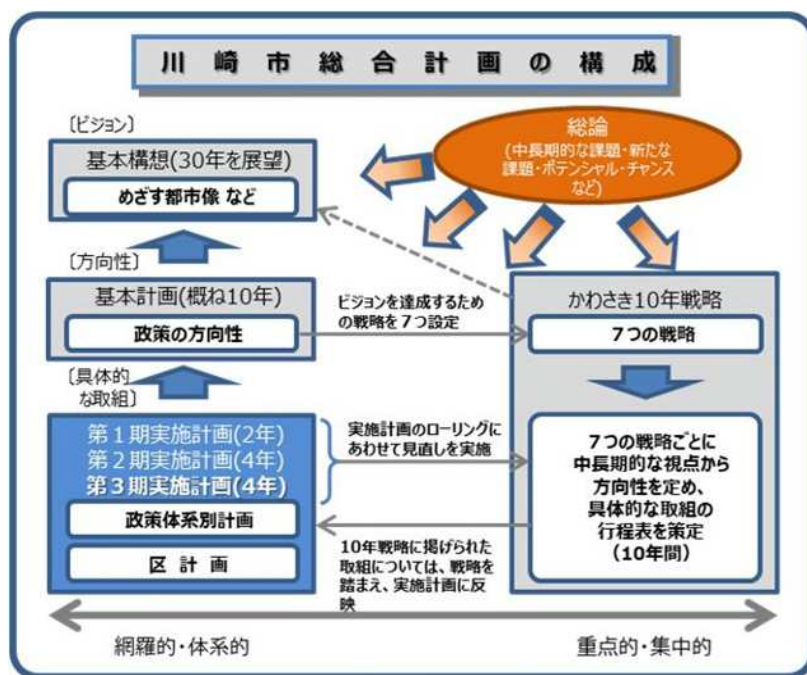 川崎市総合計画の構成
〔ビジョン〕
基本構想(30年を展望)
めざす都市像 など
総論
(中長期的な課題・新たな
課題・ポテンシャル・チャンス
など)
〔方向性〕
基本計画(概ね10年)
政策の方向性
ビジョンを達成するため
の戦略を7つ設定
かわさき10年戦略
7つの戦略
〔具体的
な取組〕
第1期実施計画(2年)
第2期実施計画(4年)
第3期実施計画(4年)
政策体系別計画
区 計 画
実施計画のローリングに
あわせて見直しを実施
10年戦略に掲げられた
取組については、戦略を
踏まえ、実施計画に反
映
7つの戦略ごとに
中長期的な視点から
方向性を定め、
具体的な取組の
行程表を策定
(10年間)
網羅的・体系的
重点的・集中的